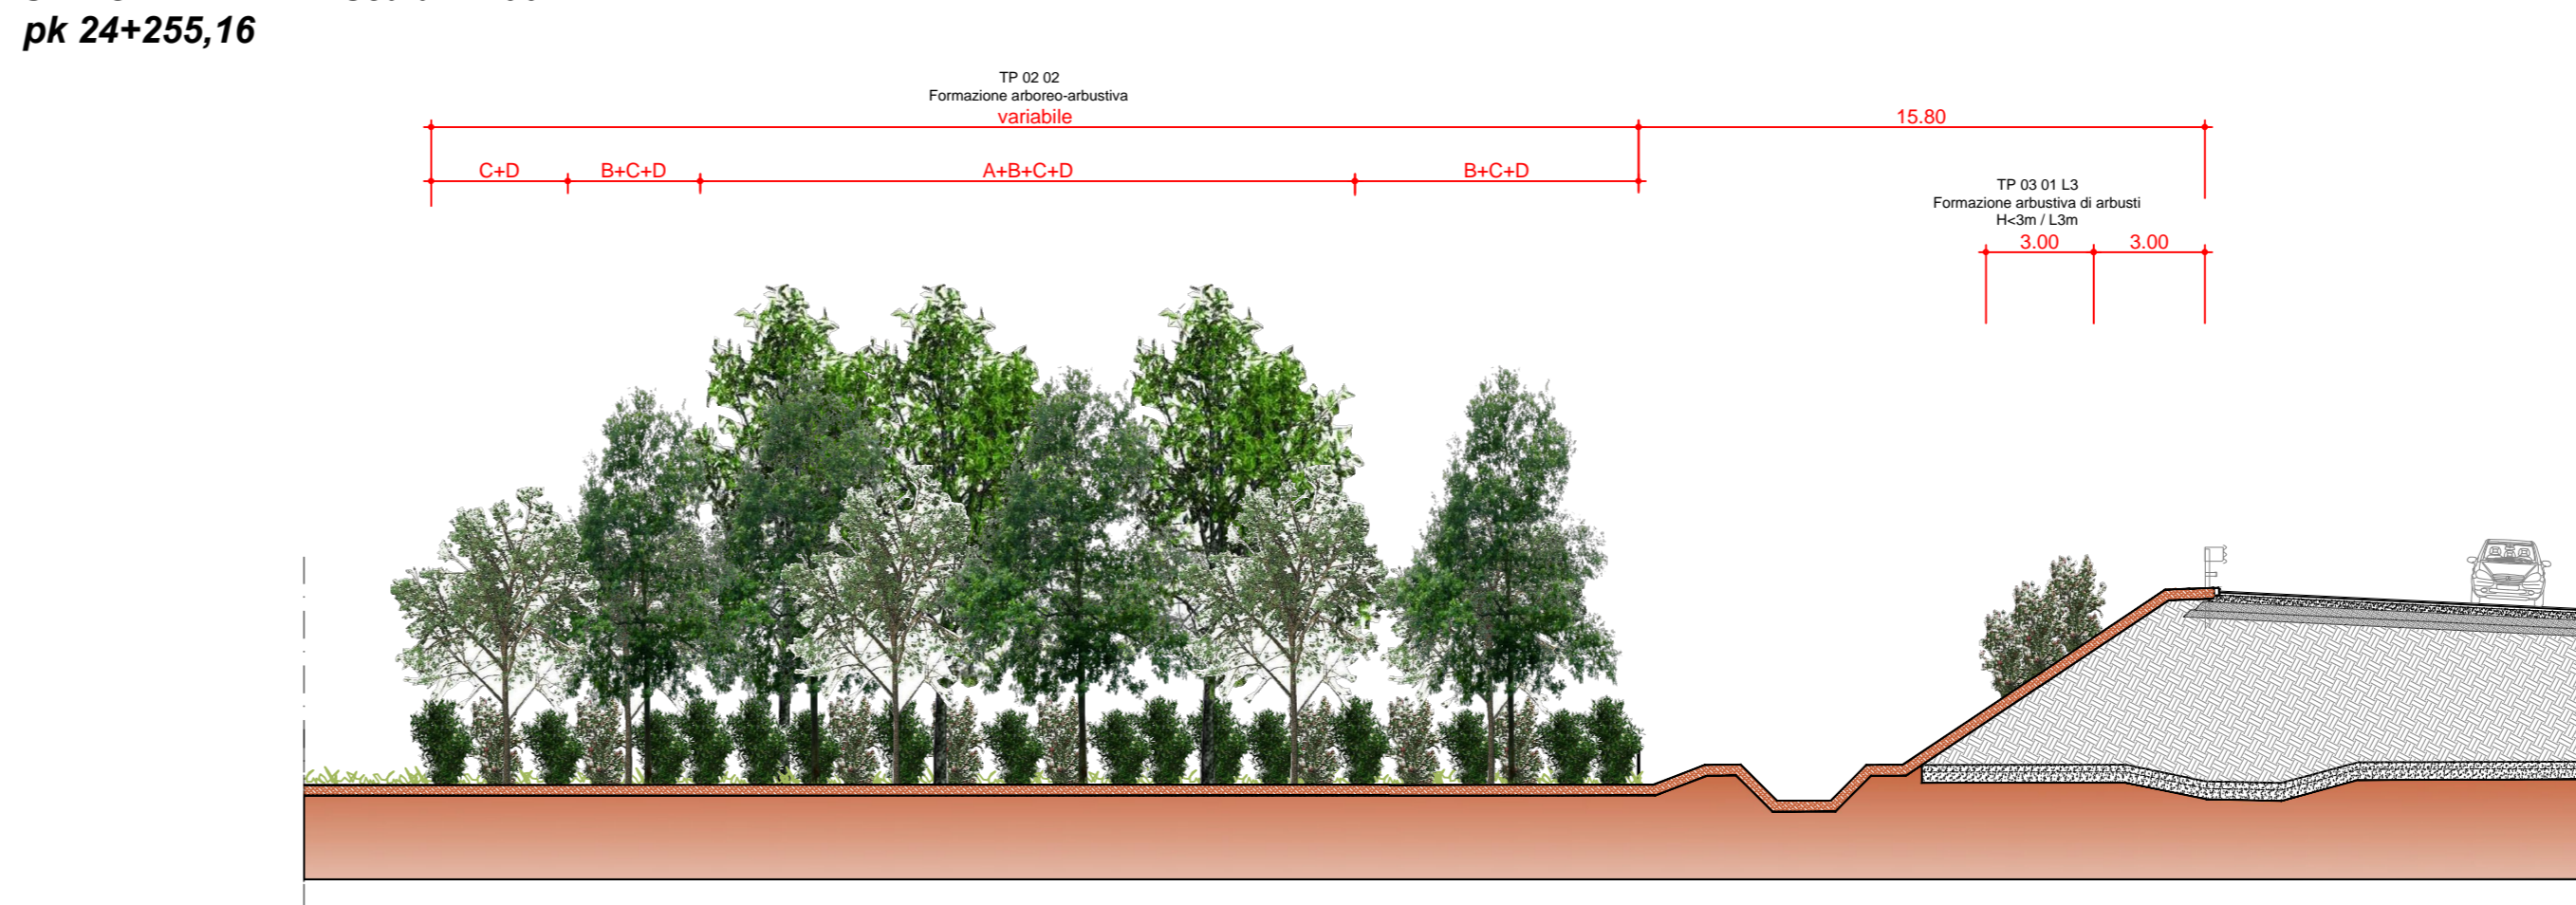 pk 24+255,16
TP 02 02
Formazione arboreo-arbustiva
variabile
15.80
C+D
B+C+D
A+B+C+D
B+C+D
TP 03 01 L3
Formazione arbustiva di arbusti
H<3m / L3m
3.00
3.00